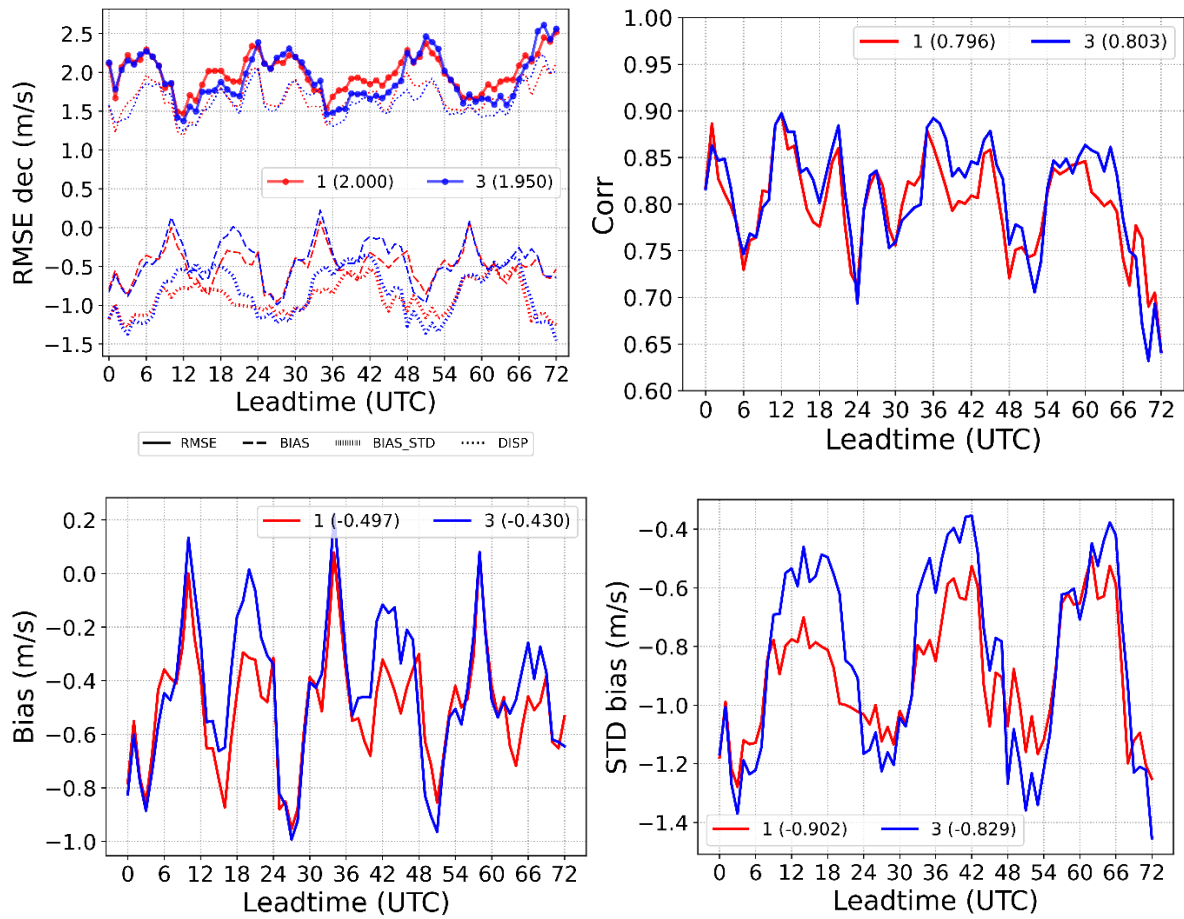 RMSE dec (m/s)
2.5
2.0
1.5
1.0
0.5
0.0
−0.5
−1.0
−1.5
1 (2.000) 3 (1.950)
0 6 12 18 24 30 36 42 48 54 60 66 72
Leadtime (UTC)
RMSE BIAS BIAS_STD DISP
Corr
1.00
0.95
0.90
0.85
0.80
0.75
0.70
0.65
0.60
1 (0.796) 3 (0.803)
0 6 12 18 24 30 36 42 48 54 60 66 72
Leadtime (UTC)
Bias (m/s)
0.2
0.0
−0.2
−0.4
−0.6
−0.8
−1.0
1 (-0.497) 3 (-0.430)
0 6 12 18 24 30 36 42 48 54 60 66 72
Leadtime (UTC)
STD bias (m/s)
−0.4
−0.6
−0.8
−1.0
−1.2
−1.4
1 (-0.902) 3 (-0.829)
0 6 12 18 24 30 36 42 48 54 60 66 72
Leadtime (UTC)